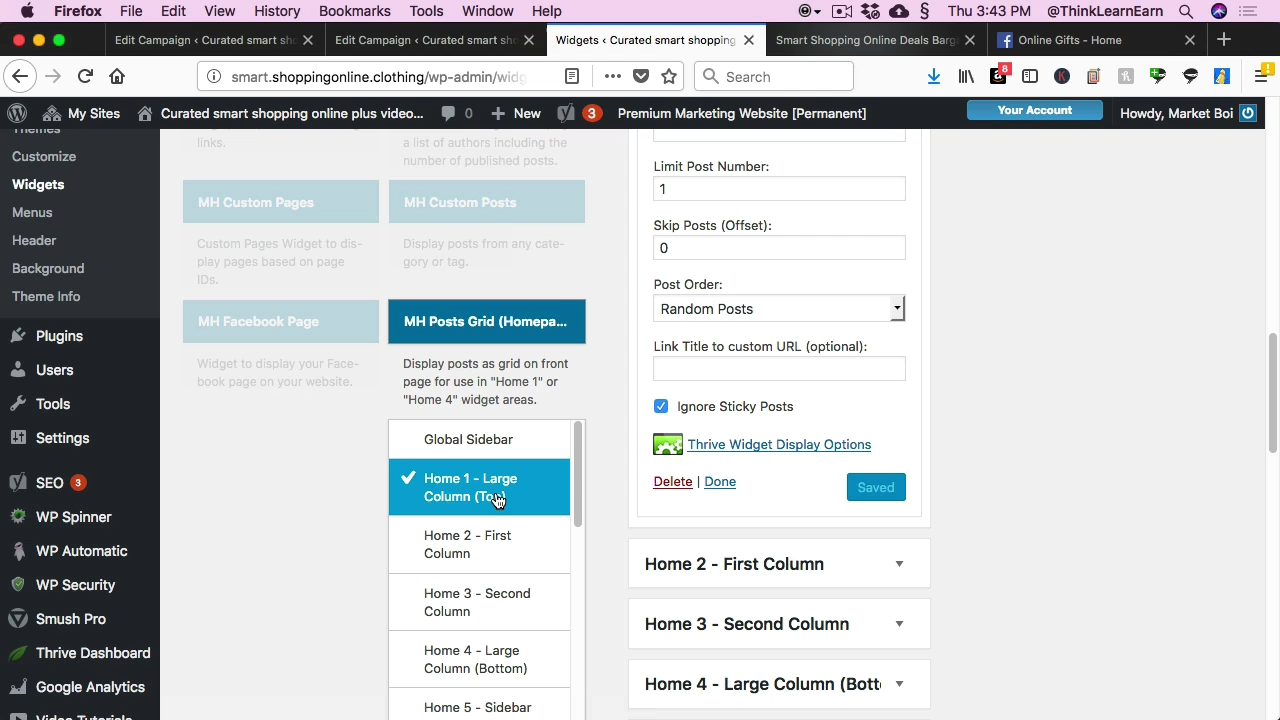 Firefox File Edit View History Bookmarks Tools Window Help Thu 3:43 PM @ThinkLearnEarn
Edit Campaign ‹ Curated smart sho
Edit Campaign ‹ Curated smart sho
Widgets ‹ Curated smart shopping
Smart Shopping Online Deals Barg
Online Gifts - Home
smart.shoppingonline.clothing/wp-admin/widg
Search
8
My Sites Curated smart shopping online plus video... 0 New 3 Premium Marketing Website [Permanent] Your Account Howdy, Market Boi
Themes
Customize
Widgets
Menus
Header
Background
Theme Info
Plugins
Users
Tools
Settings
SEO 3
WP Spinner
WP Automatic
WP Security
Smush Pro
Thrive Dashboard
Google Analytics
Video Tutorials
links.
a list of authors including the
number of published posts.
MH Custom Pages
Custom Pages Widget to dis-
play pages based on page
IDs.
MH Custom Posts
Display posts from any cate-
gory or tag.
MH Facebook Page
Widget to display your Face-
book page on your website.
MH Posts Grid (Homepa...
Display posts as grid on front
page for use in "Home 1" or
"Home 4" widget areas.
Global Sidebar
Home 1 - Large
Column (Top)
Home 2 - First
Column
Home 3 - Second
Column
Home 4 - Large
Column (Bottom)
Home 5 - Sidebar
Limit Post Number:
1
Skip Posts (Offset):
0
Post Order:
Random Posts
Link Title to custom URL (optional):
Ignore Sticky Posts
Thrive Widget Display Options
Delete | Done
Saved
Home 2 - First Column
Home 3 - Second Column
Home 4 - Large Column (Bott